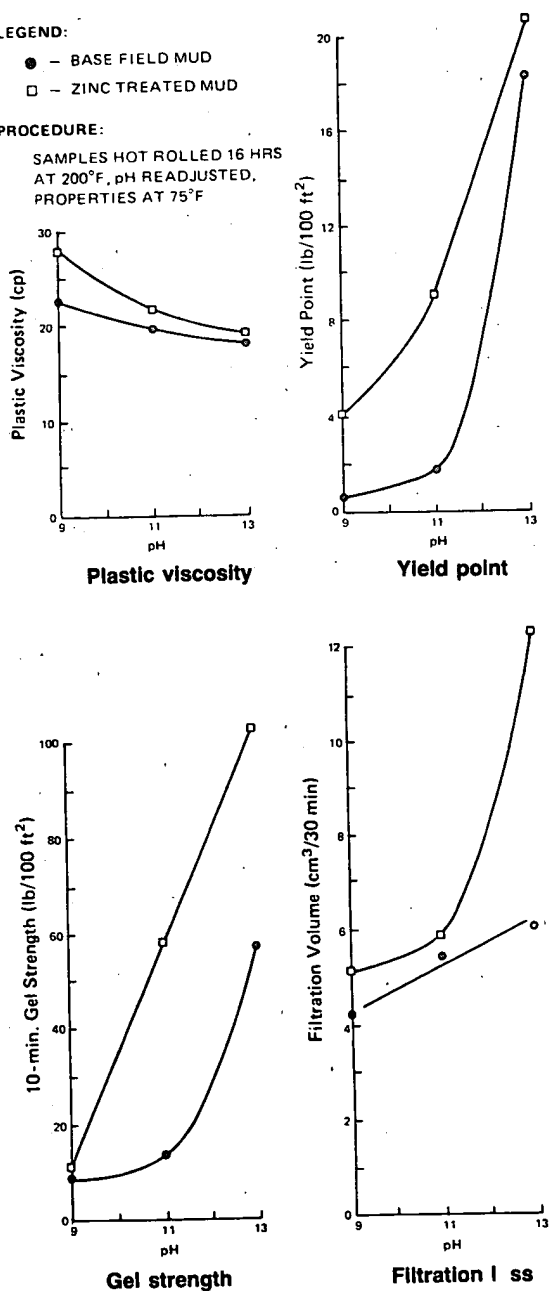 LEGEND:
– BASE FIELD MUD
– ZINC TREATED MUD
PROCEDURE:
SAMPLES HOT ROLLED 16 HRS
AT 200°F, pH READJUSTED,
PROPERTIES AT 75°F
30
20
10
0
Plastic Viscosity (cp)
9
11
13
pH
Plastic viscosity
20
16
12
8
4
0
Yield Point (lb/100 ft²)
9
11
13
pH
Yield point
100
80
60
40
20
0
10-min. Gel Strength (lb/100 ft²)
9
11
13
pH
Gel strength
12
10
8
6
4
2
0
Filtration Volume (cm³/30 min)
9
11
13
pH
Filtration l ss